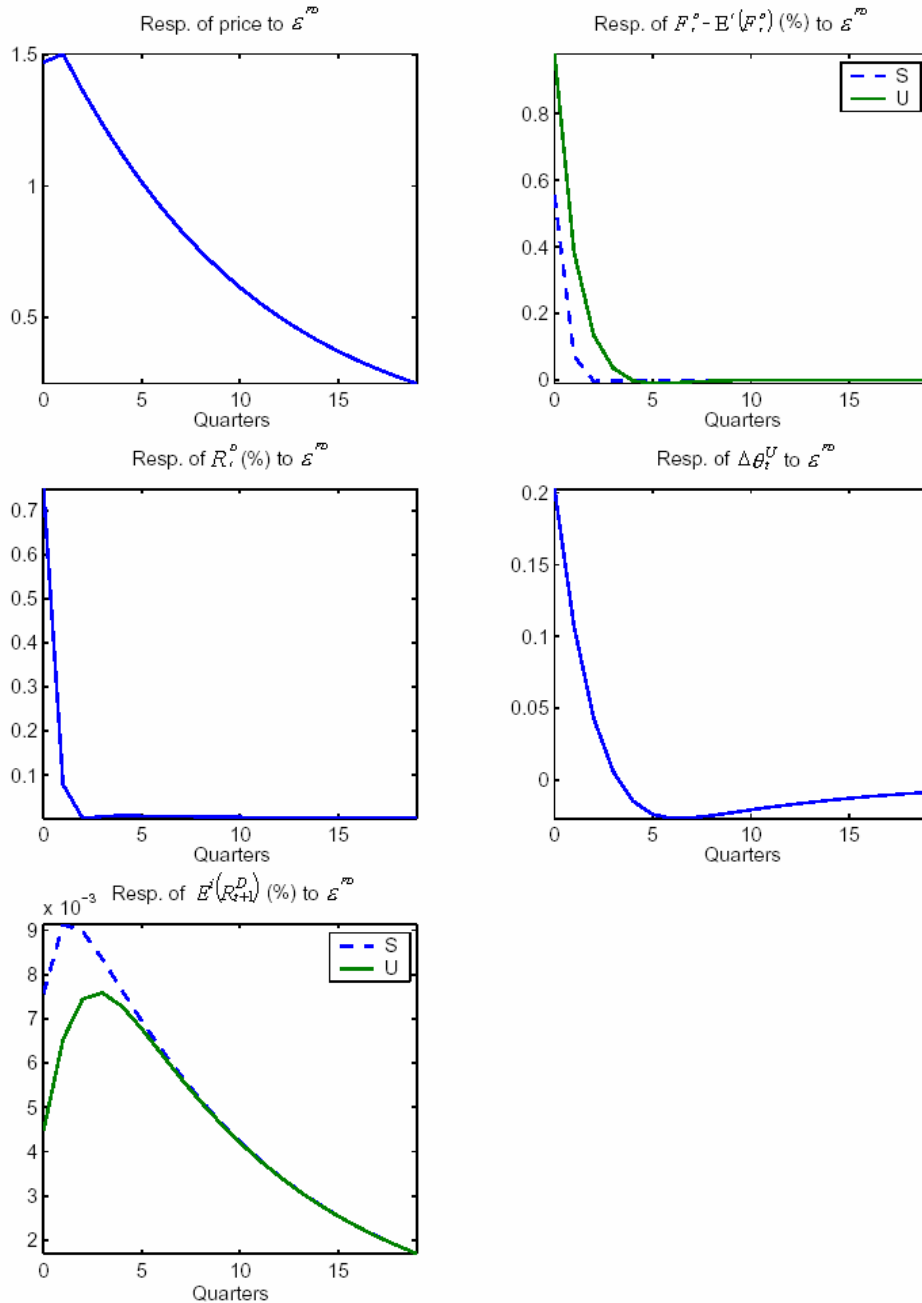 Resp. of price to ε^{FD}
1.5
1
0.5
0 5 10 15
Quarters
Resp. of F - E (F) (%) to ε^{FD}
S
U
0.8
0.6
0.4
0.2
0
0 5 10 15
Quarters
Resp. of R (%) to ε^{FD}
0.7
0.6
0.5
0.4
0.3
0.2
0.1
0 5 10 15
Quarters
Resp. of Δθ_t^U to ε^{FD}
0.2
0.15
0.1
0.05
0
0 5 10 15
Quarters
Resp. of E^i(R_{t+1}^D) (%) to ε^{FD}
x 10^{-3}
S
U
9
8
7
6
5
4
3
2
0 5 10 15
Quarters